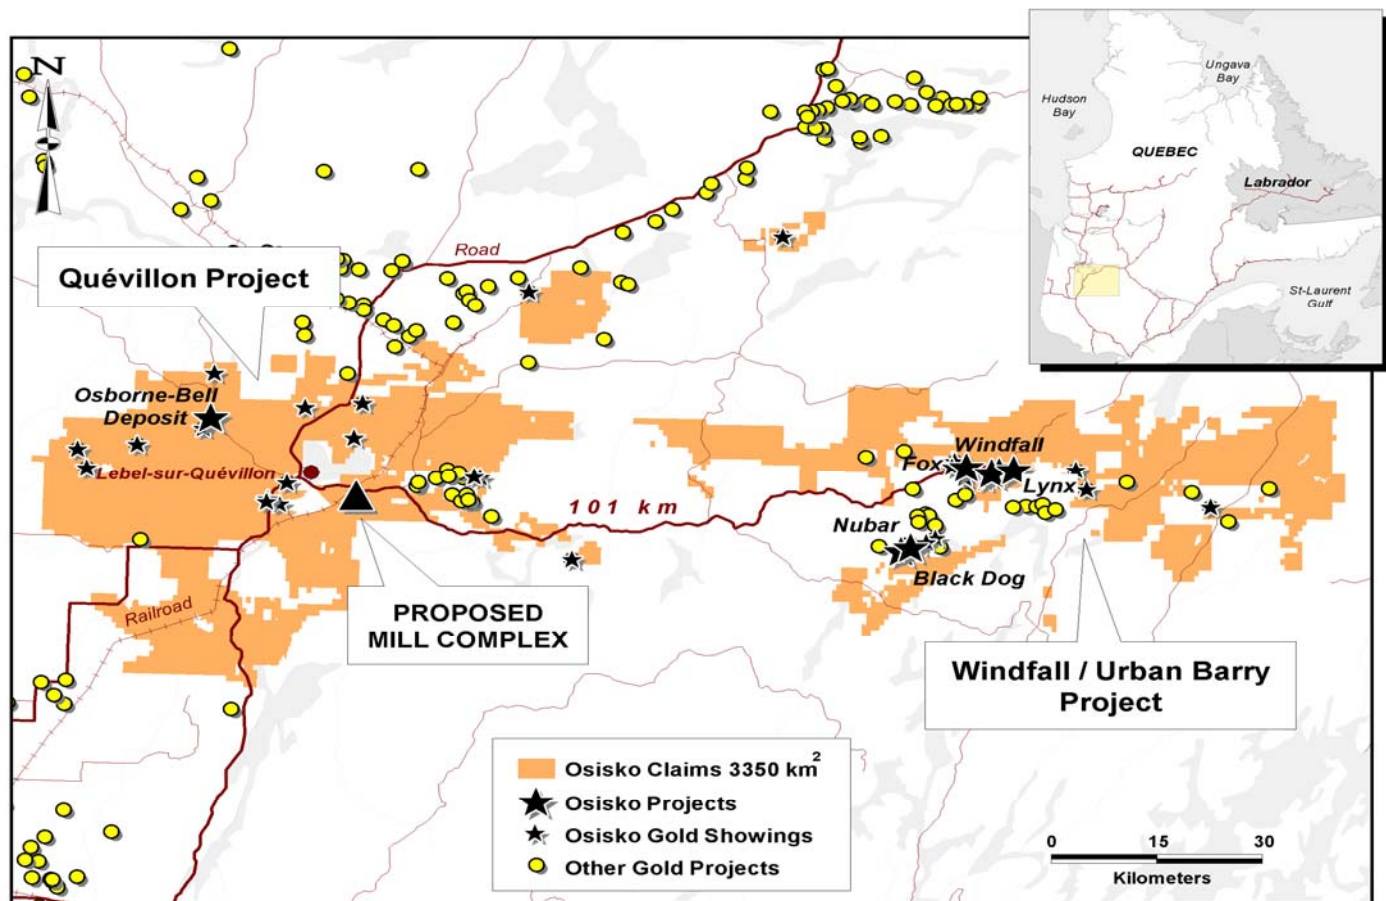 N
Hudson
Bay
Ungava
Bay
QUEBEC
Labrador
St-Laurent
Gulf
Road
Quévillon Project
Osborne-Bell
Deposit
Lebel-sur-Quévillon
101 km
Fox
Windfall
Lynx
Nubar
Black Dog
Railroad
PROPOSED
MILL COMPLEX
Windfall / Urban Barry
Project
Osisko Claims 3350 km²
Osisko Projects
Osisko Gold Showings
Other Gold Projects
0 15 30
Kilometers